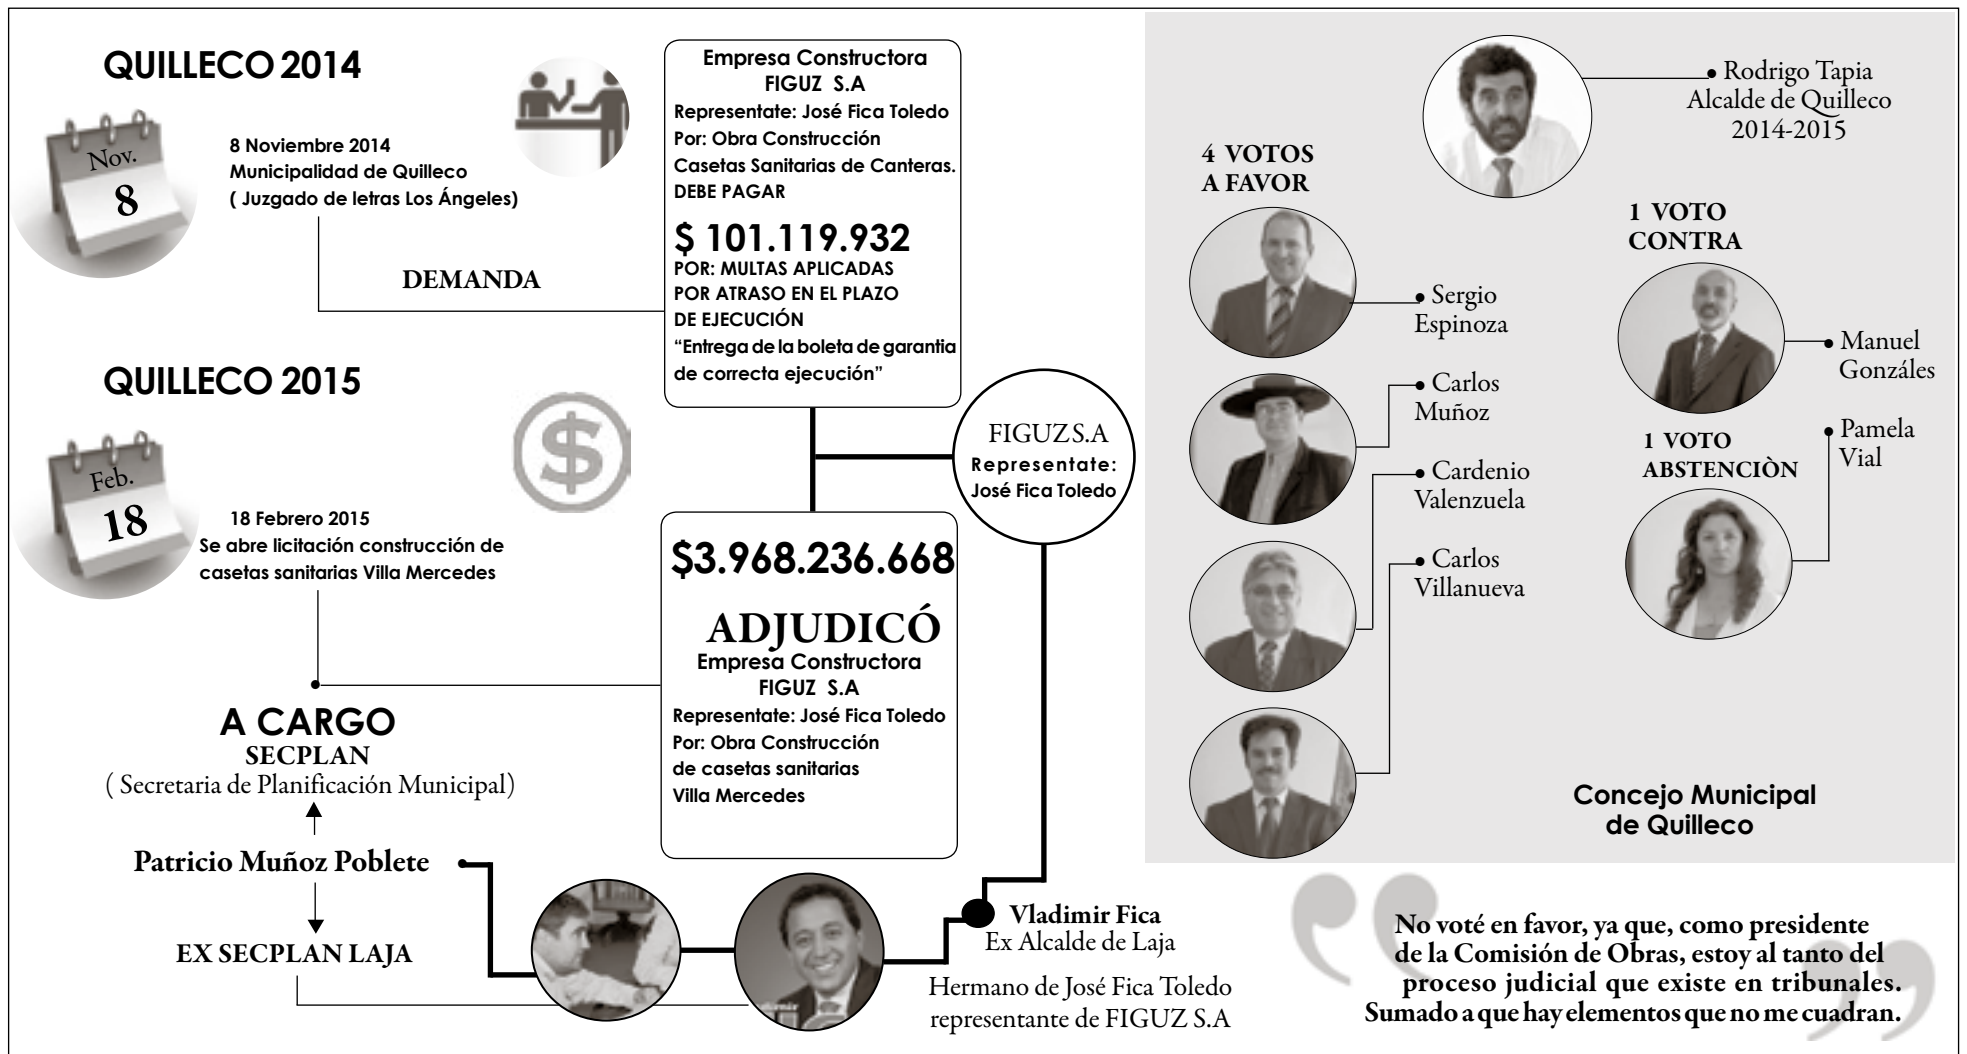 QUILLECO 2014
Nov.
8
8 Noviembre 2014
Municipalidad de Quilleco
( Juzgado de letras Los Ángeles)
DEMANDA
Empresa Constructora
FIGUZ S.A
Representate: José Fica Toledo
Por: Obra Construcción
Casetas Sanitarias de Canteras.
DEBE PAGAR
$ 101.119.932
POR: MULTAS APLICADAS
POR ATRASO EN EL PLAZO
DE EJECUCIÓN
“Entrega de la boleta de garantia
de correcta ejecución”
QUILLECO 2015
Feb.
18
18 Febrero 2015
Se abre licitación construcción de
casetas sanitarias Villa Mercedes
$
FIGUZ S.A
Representate:
José Fica Toledo
$3.968.236.668
ADJUDICÓ
Empresa Constructora
FIGUZ S.A
Representate: José Fica Toledo
Por: Obra Construcción
de casetas sanitarias
Villa Mercedes
A CARGO
SECPLAN
( Secretaria de Planificación Municipal)
Patricio Muñoz Poblete
EX SECPLAN LAJA
Vladimir Fica
Ex Alcalde de Laja
Hermano de José Fica Toledo
representante de FIGUZ S.A
Rodrigo Tapia
Alcalde de Quilleco
2014-2015
4 VOTOS
A FAVOR
Sergio
Espinoza
Carlos
Muñoz
Cardenio
Valenzuela
Carlos
Villanueva
1 VOTO
CONTRA
Manuel
Gonzáles
1 VOTO
ABSTENCIÒN
Pamela
Vial
Concejo Municipal
de Quilleco
“
No voté en favor, ya que, como presidente
de la Comisión de Obras, estoy al tanto del
proceso judicial que existe en tribunales.
Sumado a que hay elementos que no me cuadran.
”